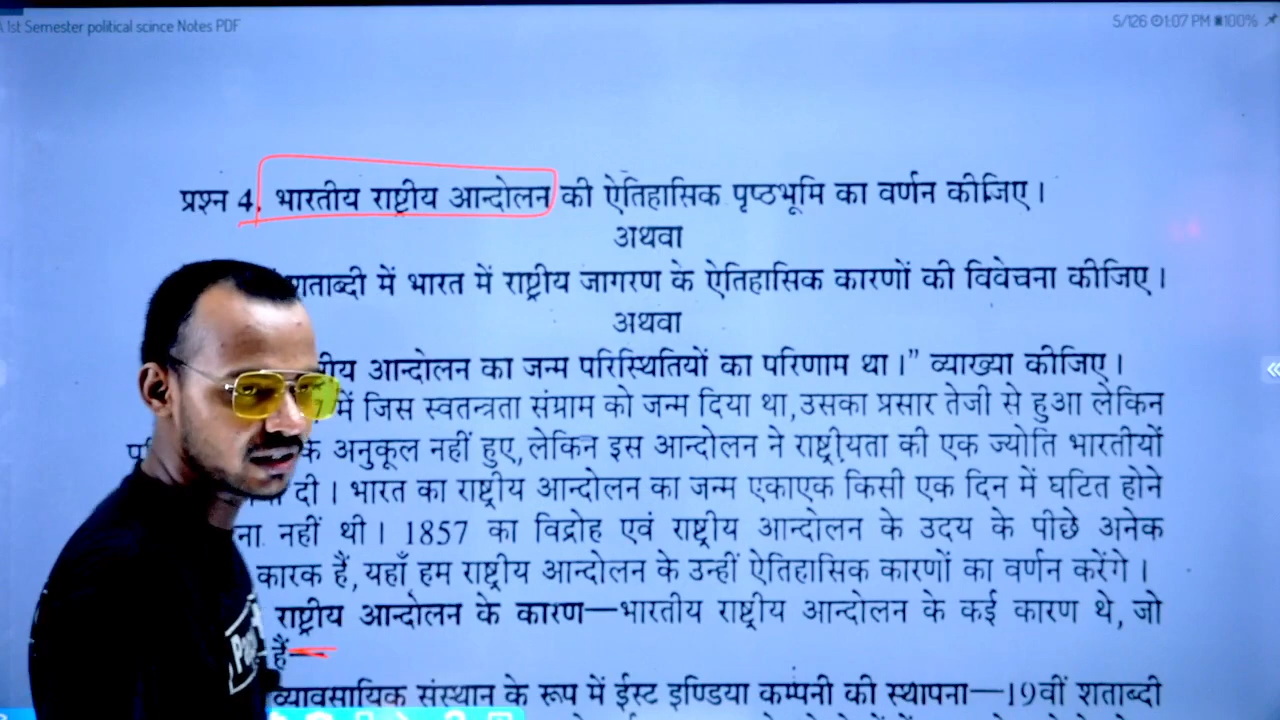 1st Semester political scince Notes PDF
5/126 1:07 PM 100%
प्रश्न 4. भारतीय राष्ट्रीय आन्दोलन की ऐतिहासिक पृष्ठभूमि का वर्णन कीजिए।
अथवा
शताब्दी में भारत में राष्ट्रीय जागरण के ऐतिहासिक कारणों की विवेचना कीजिए।
अथवा
आन्दोलन का जन्म परिस्थितियों का परिणाम था।” व्याख्या कीजिए।
में जिस स्वतन्त्रता संग्राम को जन्म दिया था, उसका प्रसार तेजी से हुआ लेकिन
के अनुकूल नहीं हुए, लेकिन इस आन्दोलन ने राष्ट्रीयता की एक ज्योति भारतीयों
दी। भारत का राष्ट्रीय आन्दोलन का जन्म एकाएक किसी एक दिन में घटित होने
नहीं थी। 1857 का विद्रोह एवं राष्ट्रीय आन्दोलन के उदय के पीछे अनेक
कारक हैं, यहाँ हम राष्ट्रीय आन्दोलन के उन्हीं ऐतिहासिक कारणों का वर्णन करेंगे।
राष्ट्रीय आन्दोलन के कारण—भारतीय राष्ट्रीय आन्दोलन के कई कारण थे, जो
हैं—
व्यावसायिक संस्थान के रूप में ईस्ट इण्डिया कम्पनी की स्थापना—19वीं शताब्दी